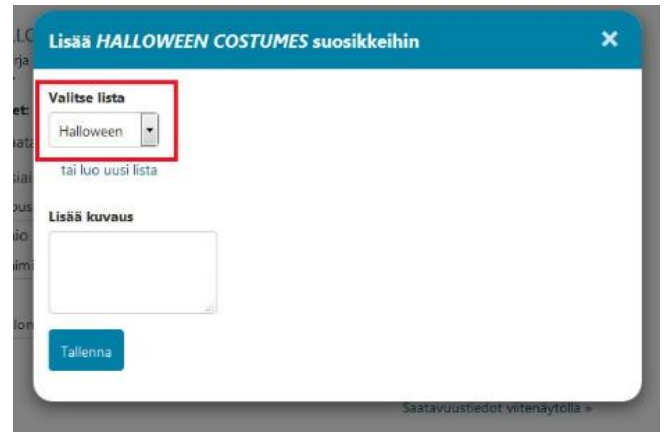 Lisää HALLOWEEN COSTUMES suosikkeihin
Valitse lista
Halloween
tai luo uusi lista
Lisää kuvaus
Tallenna
Saatavuustiedot viitenäytöllä »